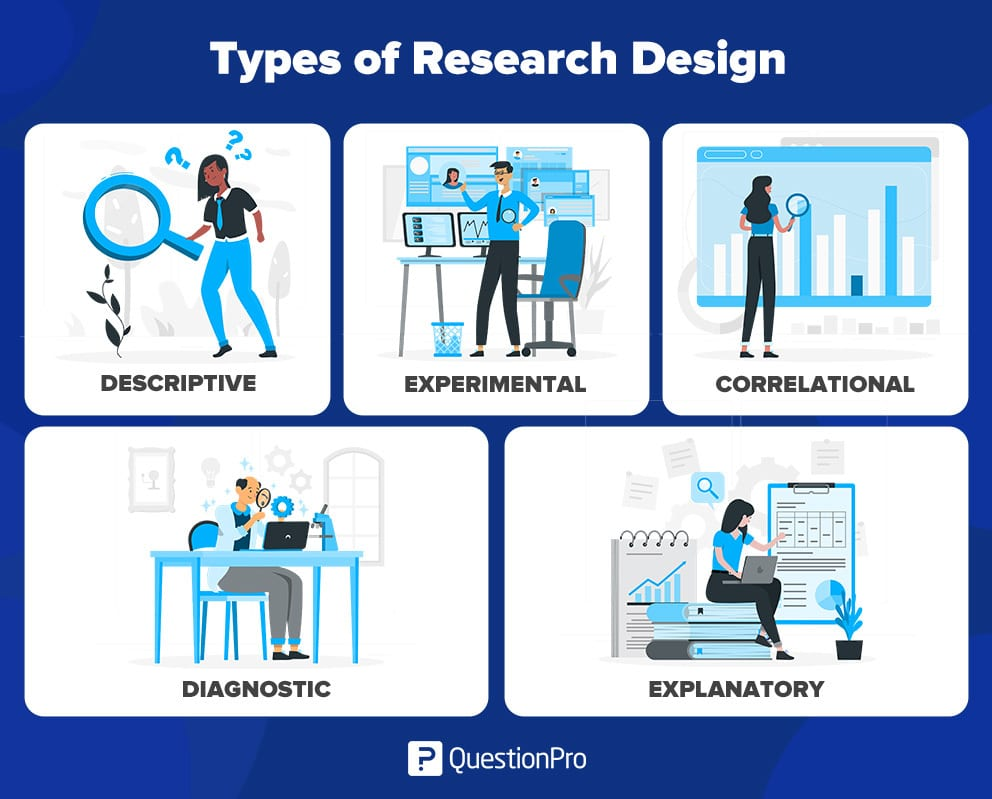 Types of Research Design
DESCRIPTIVE
EXPERIMENTAL
CORRELATIONAL
DIAGNOSTIC
EXPLANATORY
QuestionPro